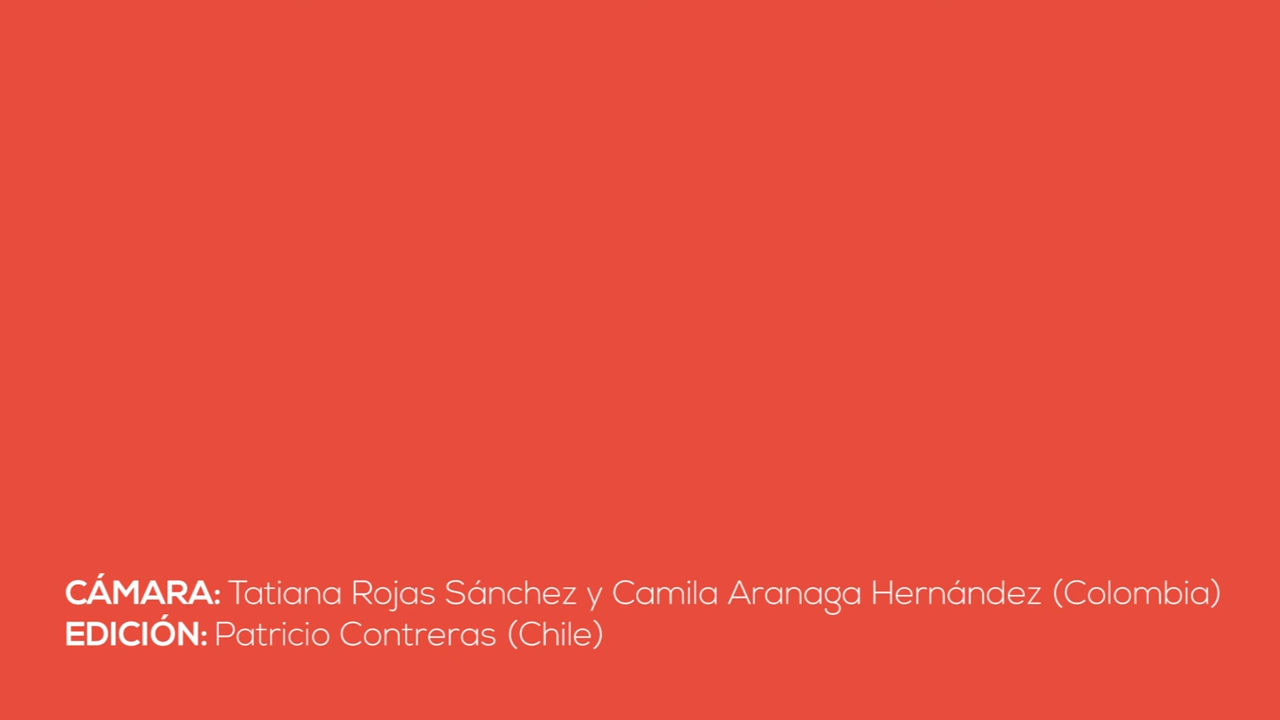 CÁMARA: Tatiana Rojas Sánchez y Camila Aranaga Hernández (Colombia)
EDICIÓN: Patricio Contreras (Chile)